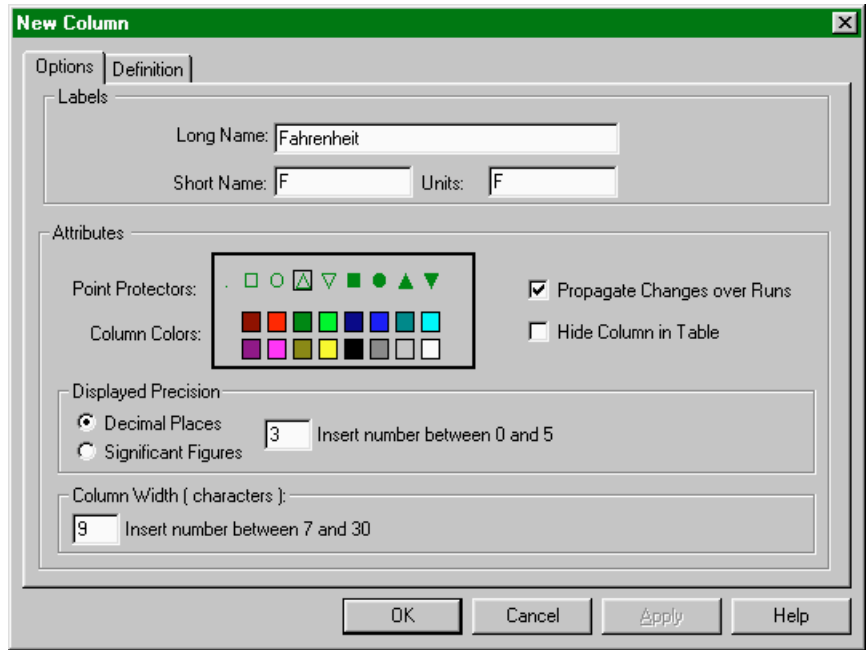 New Column
Options Definition
Labels
Long Name: Fahrenheit
Short Name: F Units: F
Attributes
Point Protectors:
Propagate Changes over Runs
Column Colors:
Hide Column in Table
Displayed Precision
Decimal Places
3 Insert number between 0 and 5
Significant Figures
Column Width ( characters ):
9 Insert number between 7 and 30
OK Cancel Apply Help